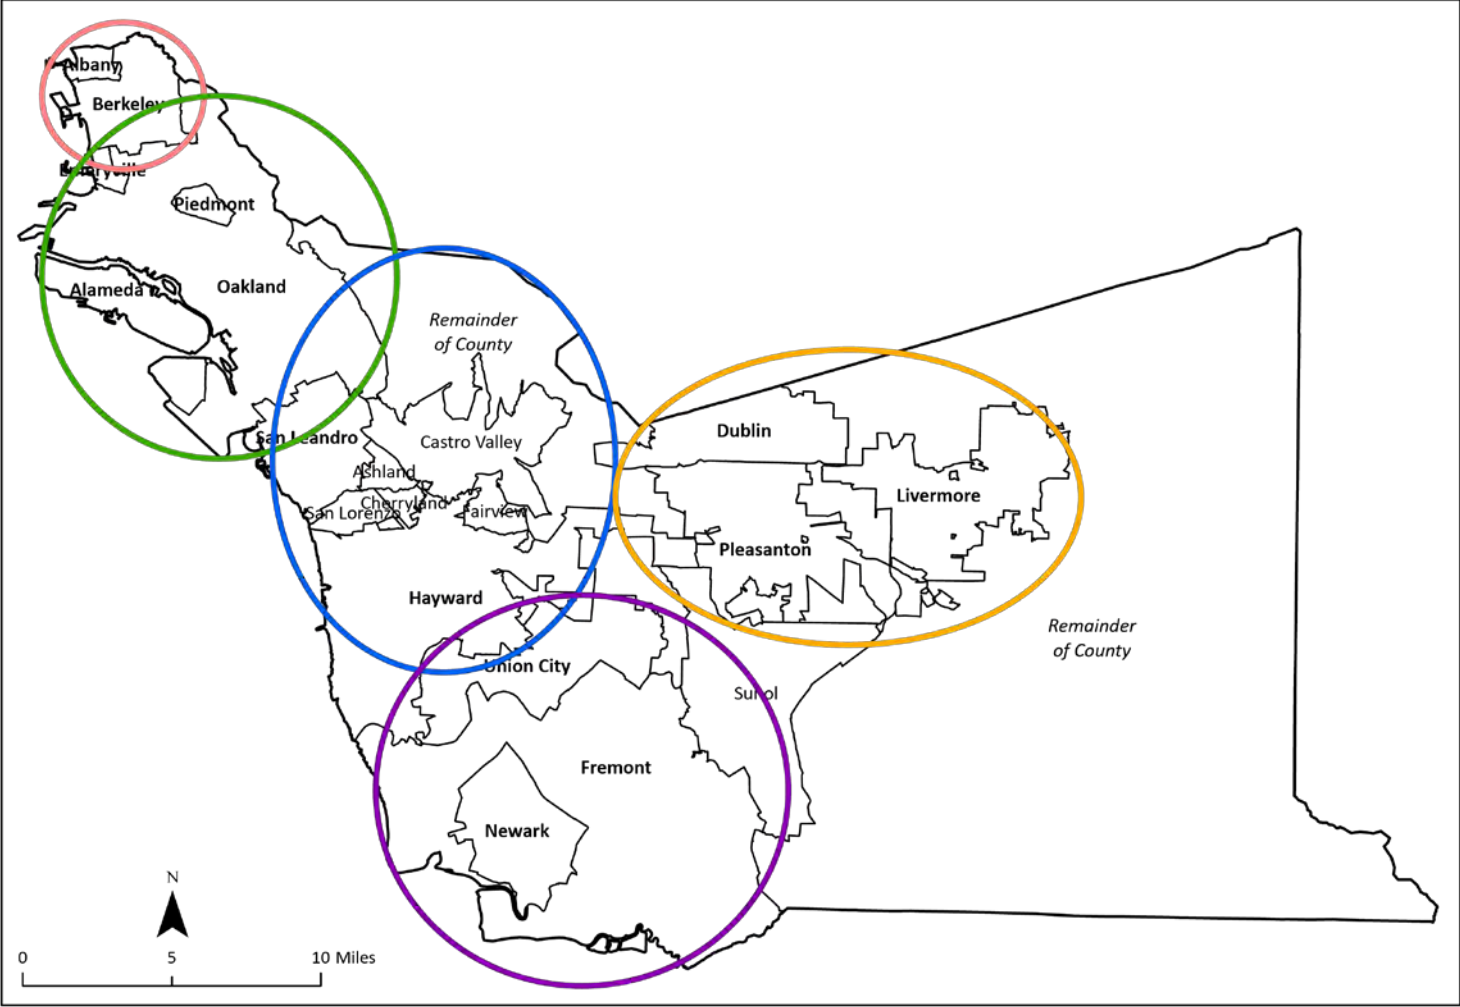 Albany
Berkeley
Emeryville
Piedmont
Oakland
Alameda
Remainder
of County
San Leandro
Castro Valley
Ashland
Cherryland
San Lorenzo
Fairview
Dublin
Livermore
Pleasanton
Hayward
Remainder
of County
Union City
Sunol
Fremont
Newark
N
0 5 10 Miles